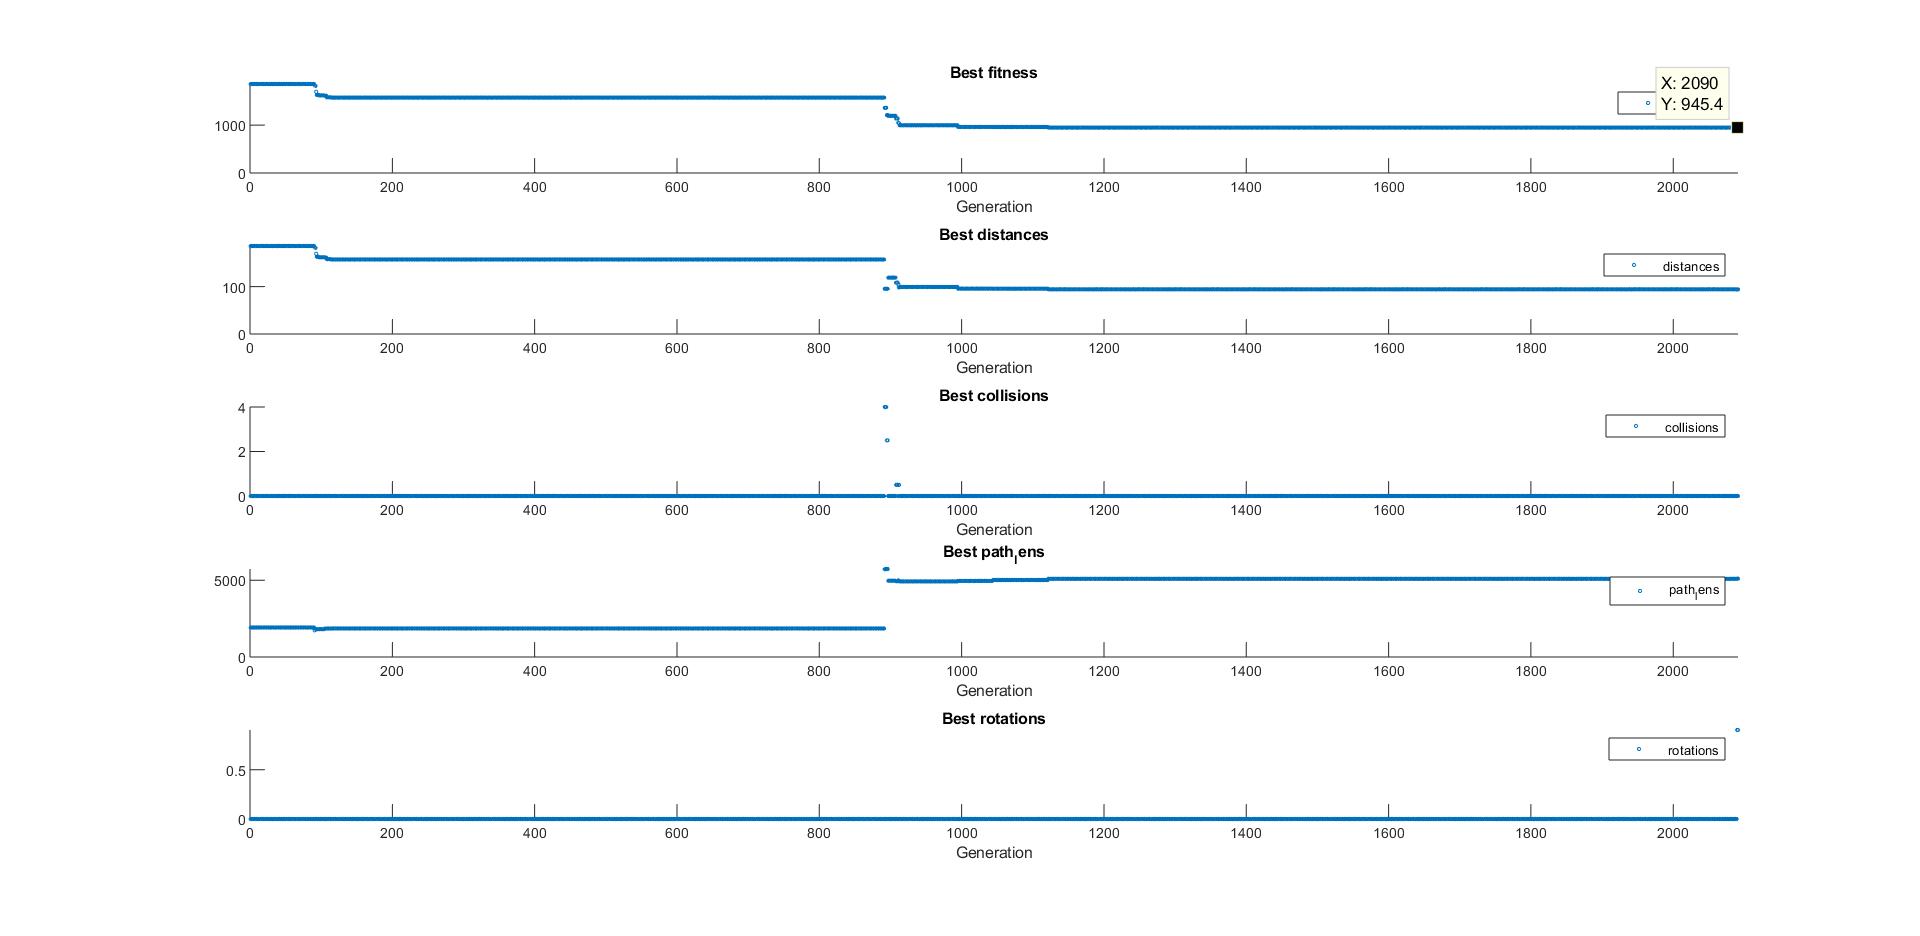 Best fitness
X: 2090
Y: 945.4
1000
0
0 200 400 600 800 1000 1200 1400 1600 1800 2000
Generation
Best distances
distances
100
0
0 200 400 600 800 1000 1200 1400 1600 1800 2000
Generation
Best collisions
4
collisions
2
0
0 200 400 600 800 1000 1200 1400 1600 1800 2000
Generation
Best pathlens
5000
pathlens
0
0 200 400 600 800 1000 1200 1400 1600 1800 2000
Generation
Best rotations
rotations
0.5
0
0 200 400 600 800 1000 1200 1400 1600 1800 2000
Generation